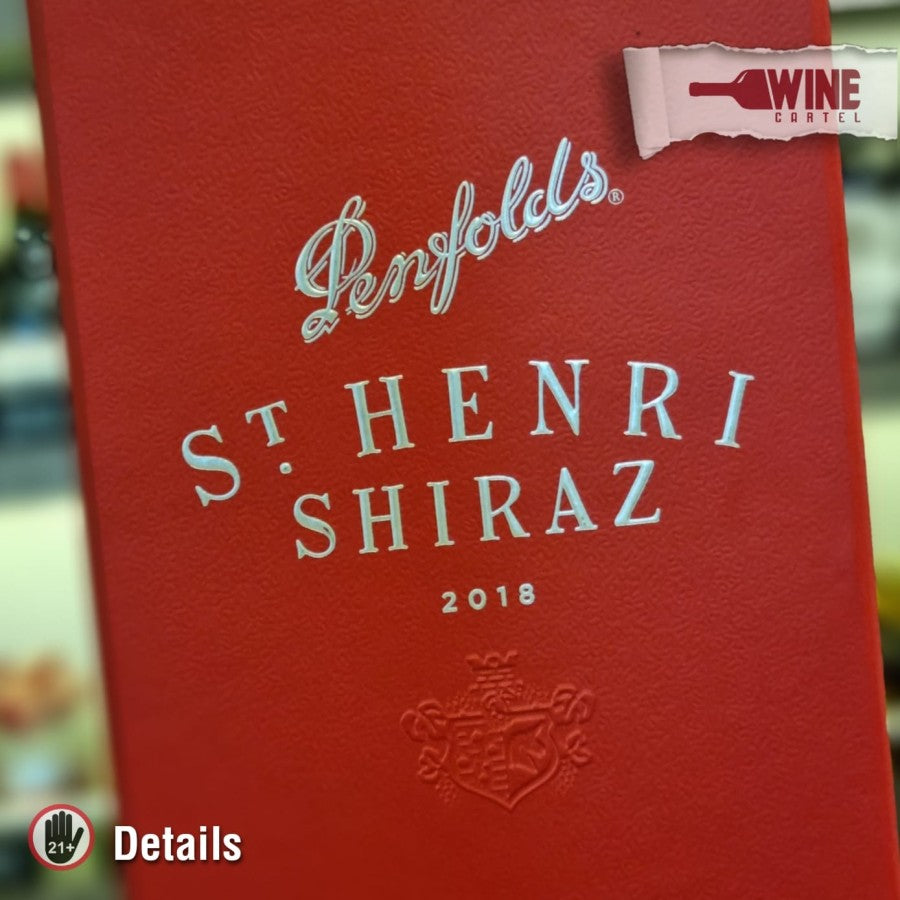 WINE
CARTEL
Penfolds®
ST. HENRI
SHIRAZ
2018
21+
Details